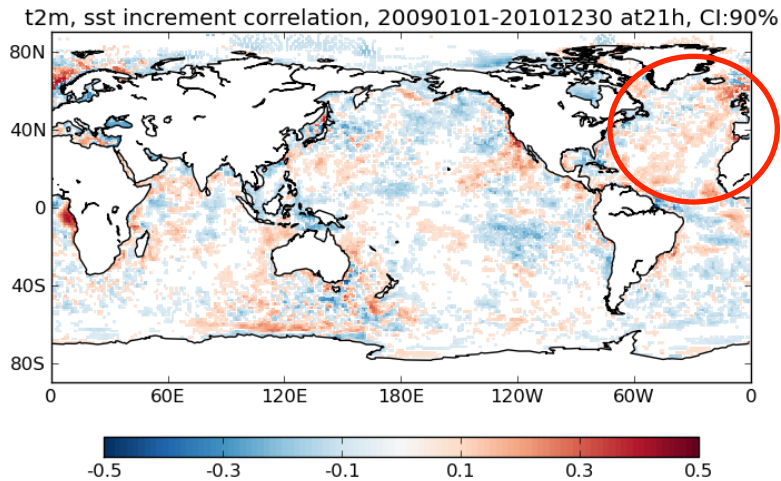 t2m, sst increment correlation, 20090101-20101230 at21h, CI:90%
80N
40N
0
40S
80S
0 60E 120E 180E 120W 60W 0
-0.5 -0.3 -0.1 0.1 0.3 0.5